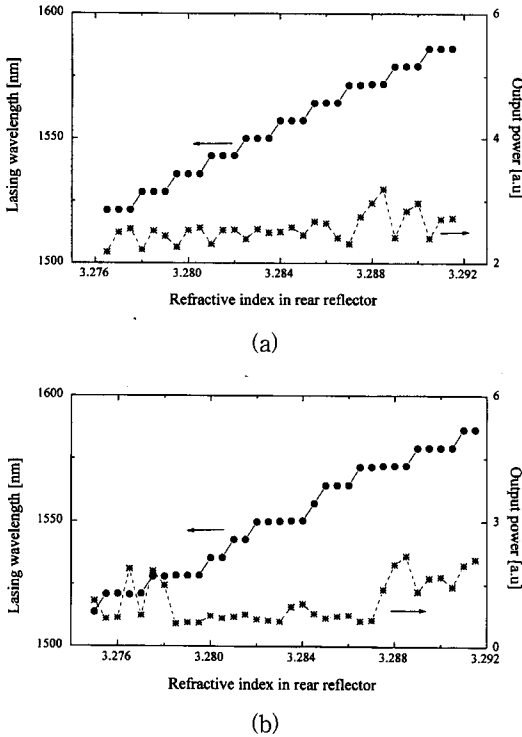 1600
6
Lasing wavelength [nm]
1550
4
Output power [a.u]
1500
2
3.276
3.280
3.284
3.288
3.292
Refractive index in rear reflector
(a)
1600
6
Lasing wavelength [nm]
1550
3
Output power [a.u]
1500
0
3.276
3.280
3.284
3.288
3.292
Refractive index in rear reflector
(b)